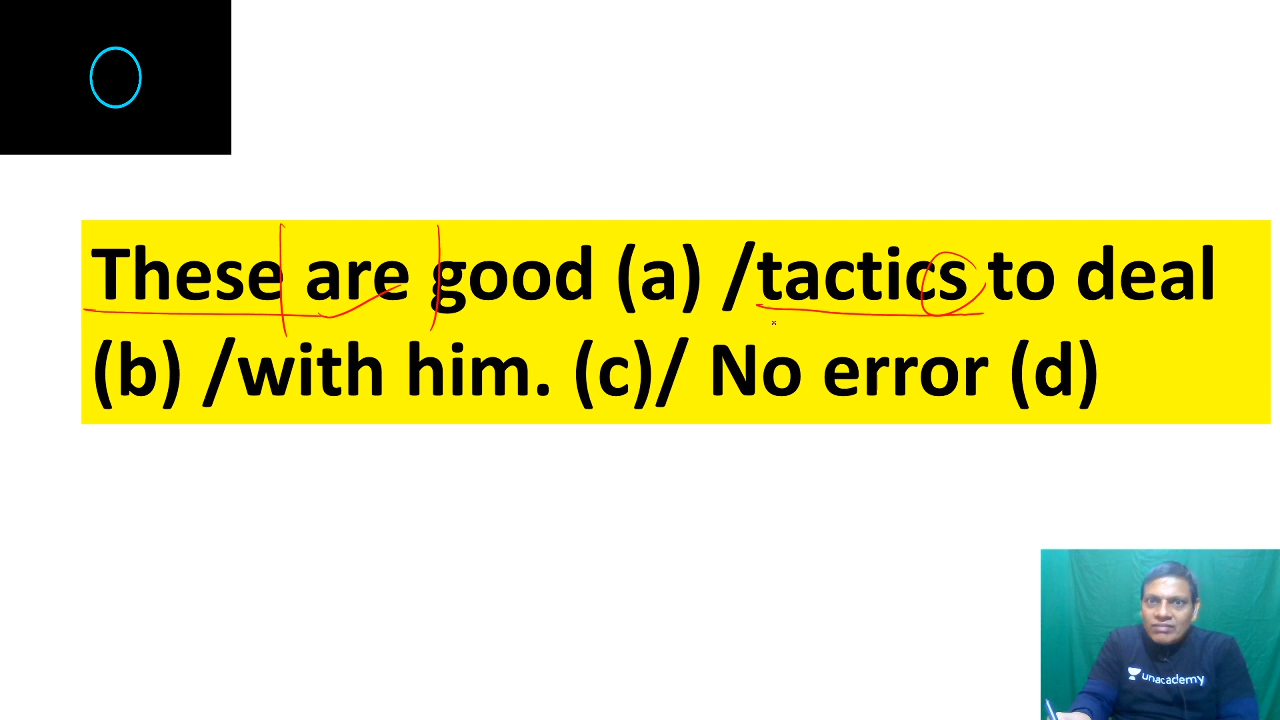 These are good (a) /tactics to deal
(b) /with him. (c)/ No error (d)
unacademy